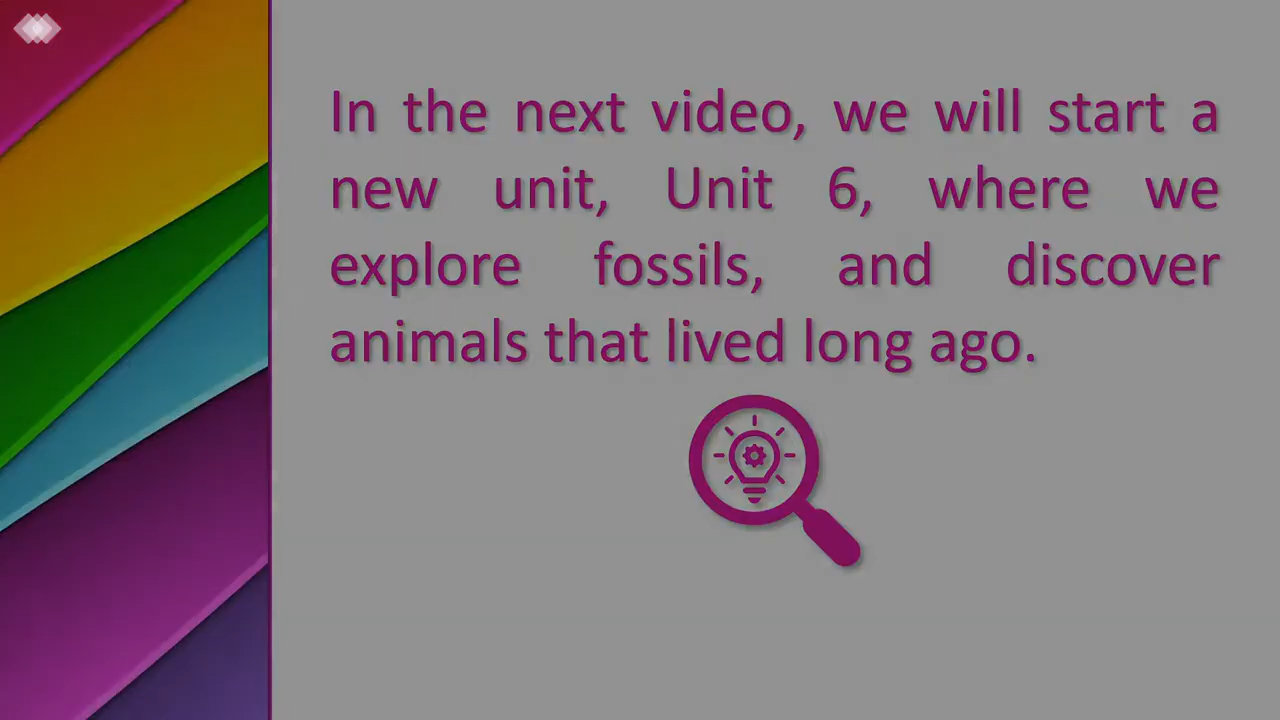 In the next video, we will start a
new unit, Unit 6, where we
explore fossils, and discover
animals that lived long ago.